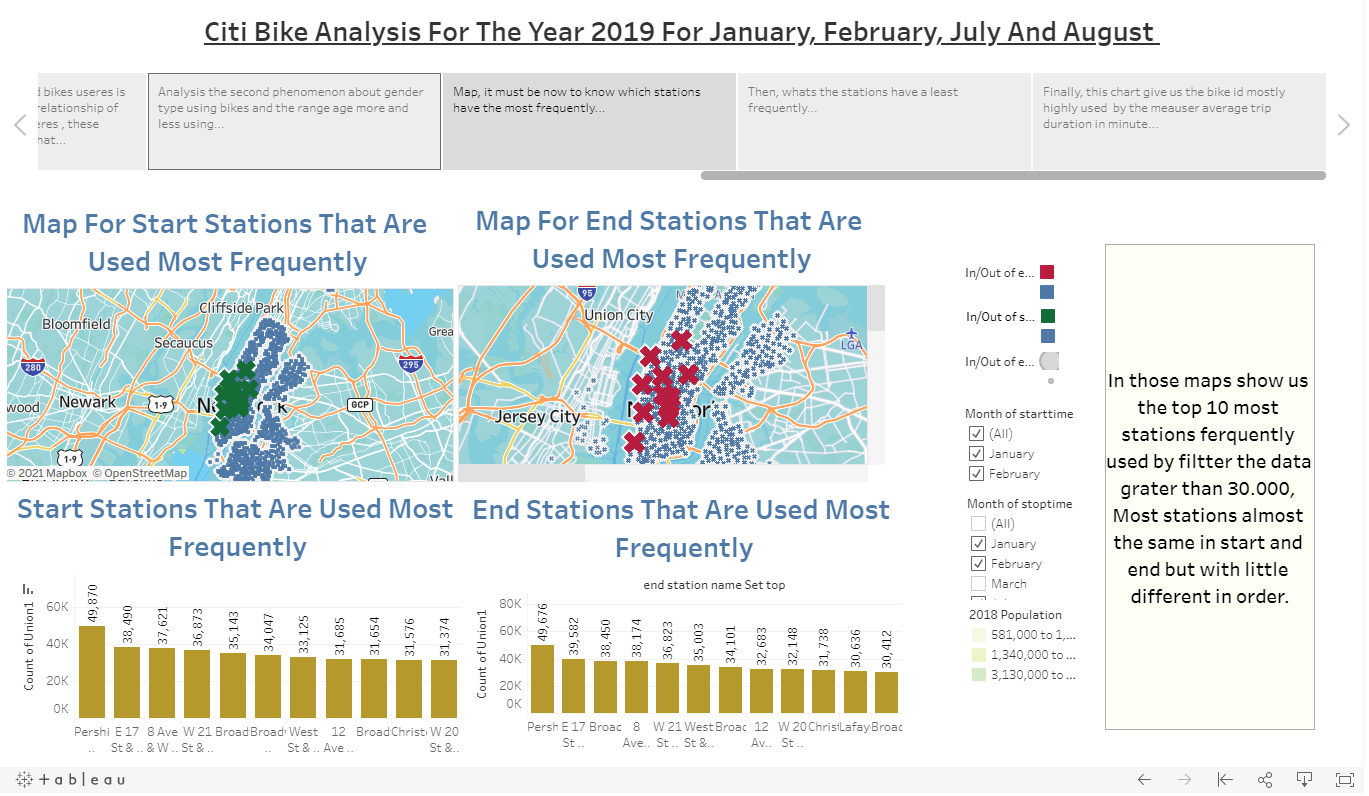 Citi Bike Analysis For The Year 2019 For January, February, July And August
d bikes useres is
relationship of
eres , these
hat...
Analysis the second phenomenon about gender
type using bikes and the range age more and
less using...
Map, it must be now to know which stations
have the most frequently...
Then, whats the stations have a least
frequently...
Finally, this chart give us the bike id mostly
highly used by the meauser average trip
duration in minute...
Map For Start Stations That Are
Used Most Frequently
Cliffside Park
Bloomfield
Secaucus
Grea
280
295
wood
Newark
1-9
GCP
1-9
© 2021 Mapbox © OpenStreetMap
Map For End Stations That Are
Used Most Frequently
95
Union City
LGA
Jersey City
In/Out of e...
In/Out of s...
In/Out of e...
Month of starttime
(All)
January
February
Month of stoptime
(All)
January
February
March
2018 Population
581,000 to 1,...
1,340,000 to ...
3,130,000 to ...
In those maps show us
the top 10 most
stations ferquently
used by filtter the data
grater than 30.000,
Most stations almost
the same in start and
end but with little
different in order.
Start Stations That Are Used Most
Frequently
Count of Union1
60K
40K
20K
0K
49,870
38,490
37,621
36,873
35,143
34,047
33,125
31,685
31,654
31,576
31,374
Pershi
..
E 17
St & ..
8 Ave
& W ..
W 21
St & ..
Broad
Broadw
..
West
St & ..
12
Ave ..
Broad
Christ
W 20
St &..
End Stations That Are Used Most
Frequently
end station name Set top
Count of Union1
80K
60K
40K
20K
0K
49,676
39,582
38,450
38,174
36,823
35,003
34,101
32,683
32,148
31,738
30,636
30,412
Persh
E 17
St ..
Broac
8
Ave..
W 21
St ..
West
St &..
Broac
12
Av..
W 20
St ..
Christ
Lafay
Broac
+ a b | e a u